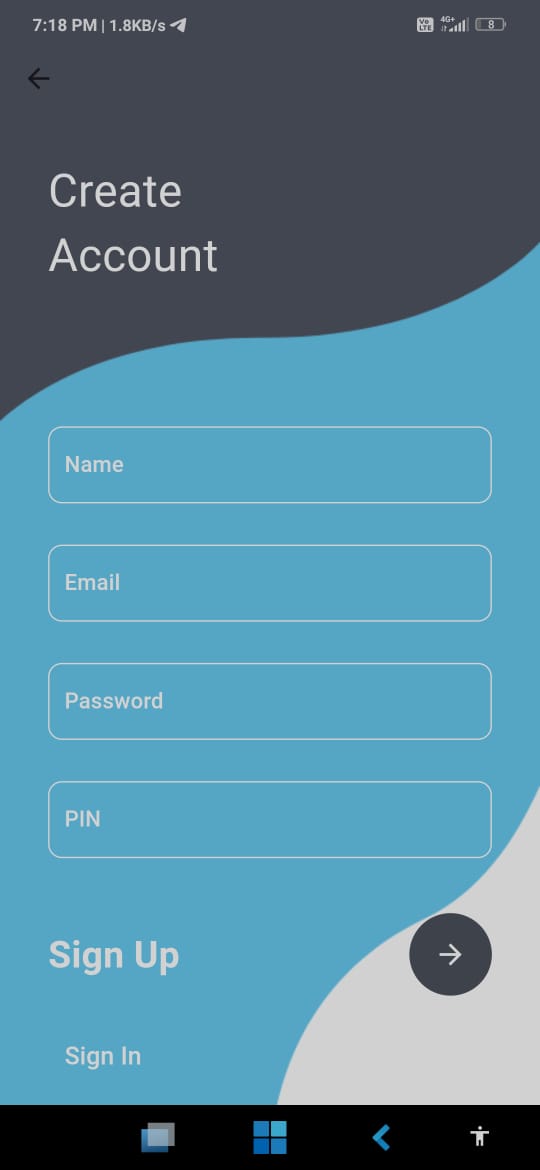 7:18 PM | 1.8KB/s
Vo LTE 4G+ 8
Create
Account
Name
Email
Password
PIN
Sign Up
Sign In